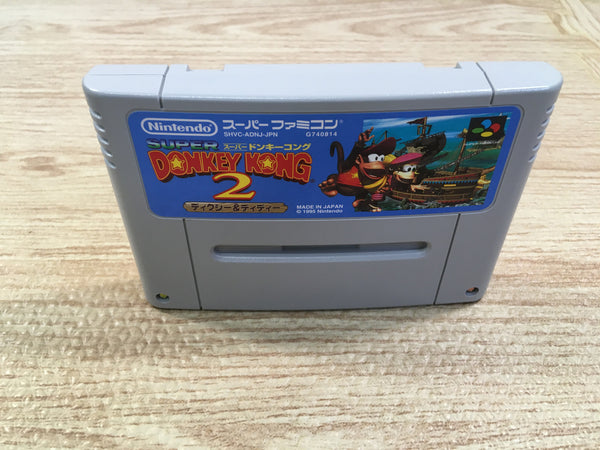 Nintendo スーパーファミコン
SHVC-ADNJ-JPN G740814
SUPER スーパー ドンキーコング
DONKEY KONG
2
ディクシー&ディディー
MADE IN JAPAN
© 1995 Nintendo